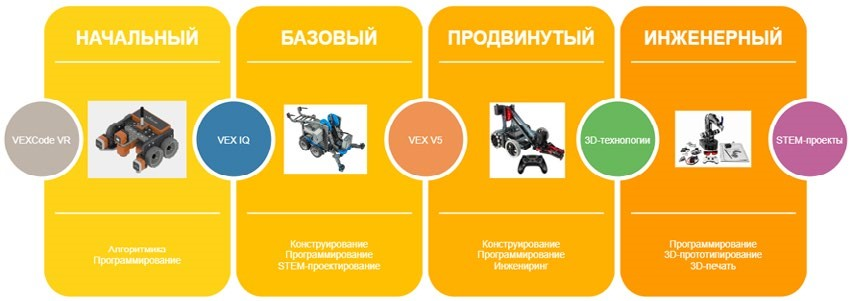 НАЧАЛЬНЫЙ
БАЗОВЫЙ
ПРОДВИНУТЫЙ
ИНЖЕНЕРНЫЙ
VEXCode VR
VEX IQ
VEX V5
3D-технологии
STEM-проекты
Алгоритмика
Программирование
Конструирование
Программирование
STEM-проектирование
Конструирование
Программирование
Инжениринг
Программирование
3D-прототипирование
3D-печать